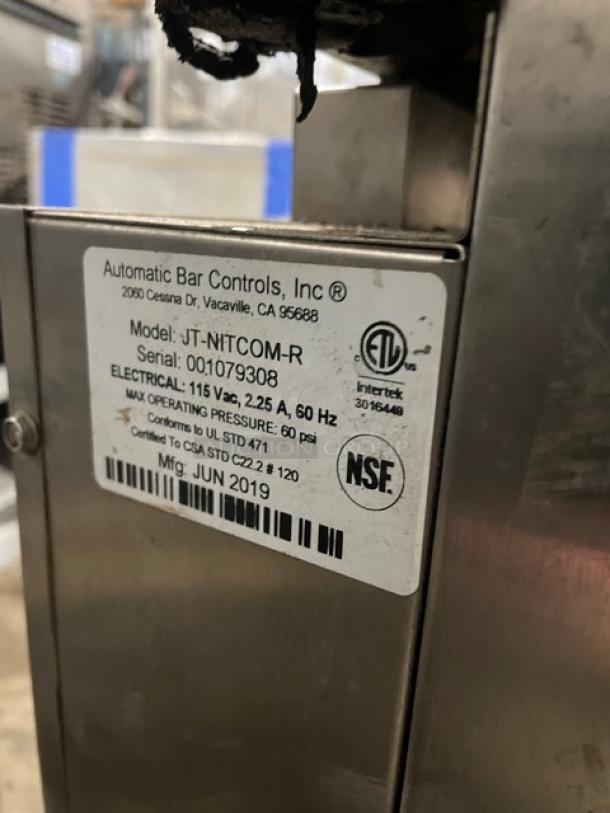 Automatic Bar Controls, Inc ®
2060 Cessna Dr, Vacaville, CA 95688
Model: JT-NITCOM-R
Serial: 001079308
ELECTRICAL: 115 Vac, 2.25 A, 60 Hz
MAX OPERATING PRESSURE: 60 psi
Conforms to UL STD 471
Certified To CSA STD C22.2 # 120
Mfg: JUN 2019
C ETL US
Intertek
3016449
NSF.